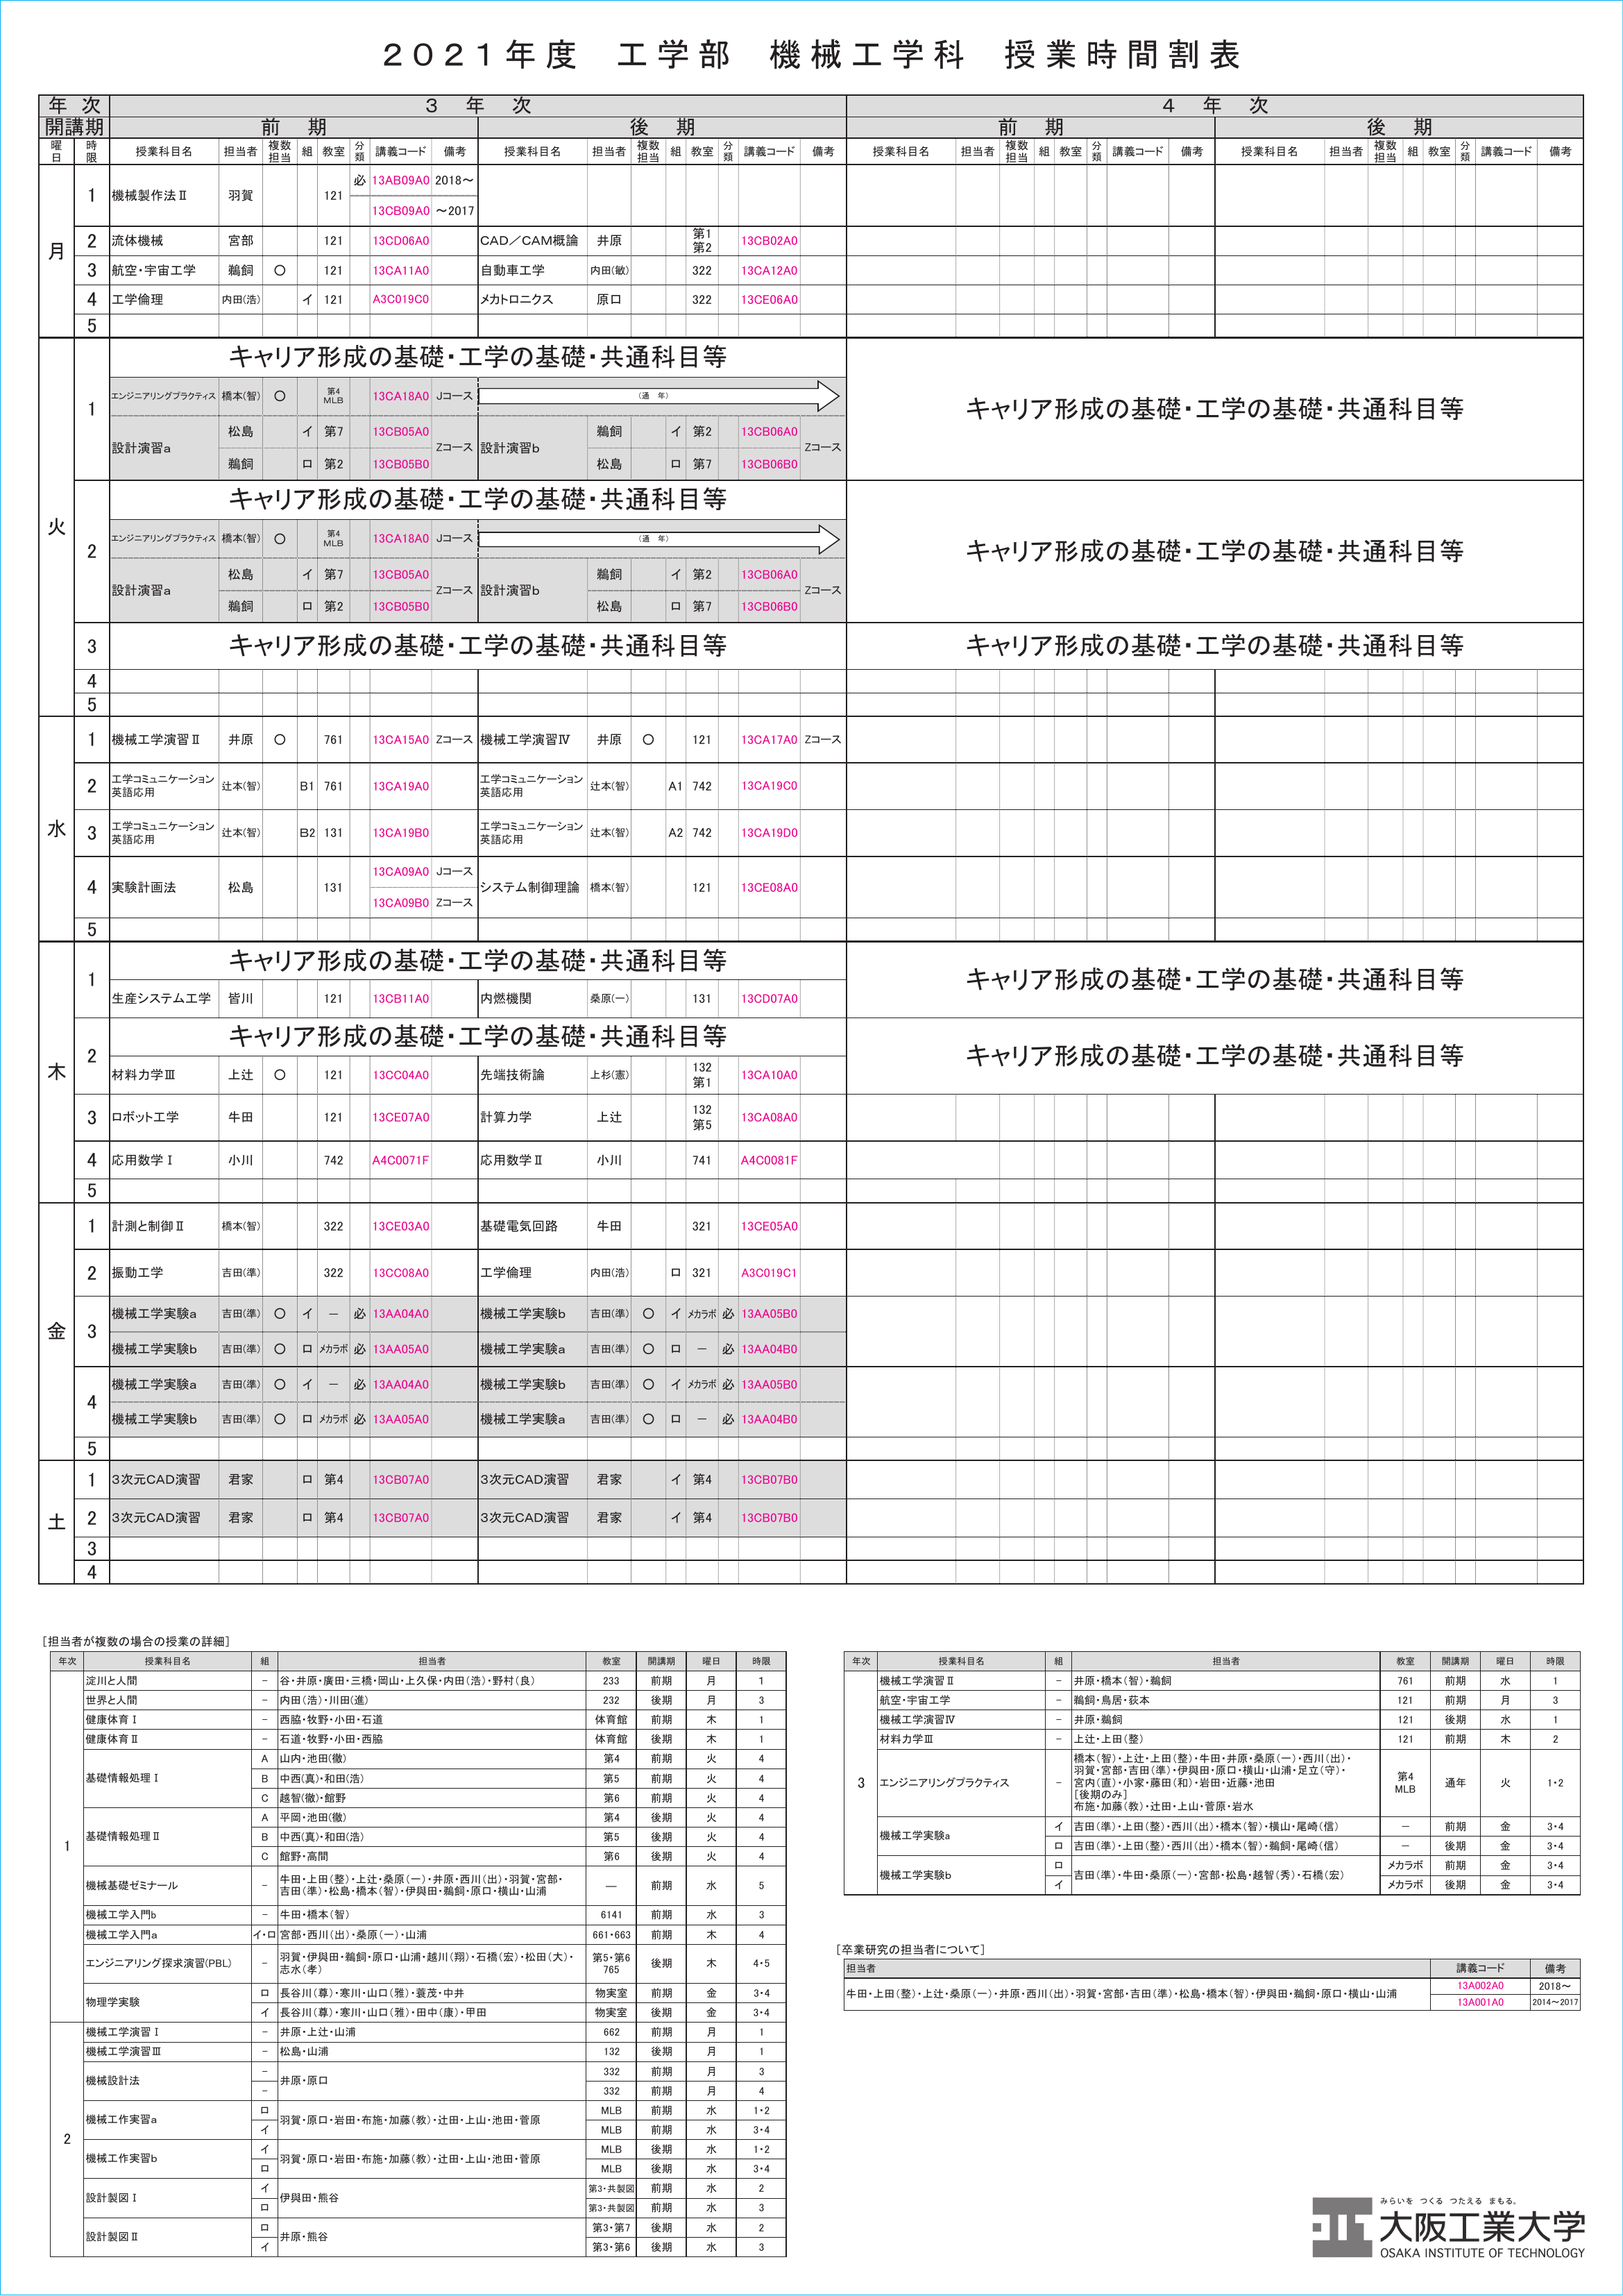 2021年度 工学部 機械工学科 授業時間割表
年次 3年次 4年次
開講期 前期 後期 前期 後期
曜日 時限 授業科目名 担当者 複数担当 組 教室 分類 講義コード 備考 授業科目名 担当者 複数担当 組 教室 分類 講義コード 備考 授業科目名 担当者 複数担当 組 教室 分類 講義コード 備考 授業科目名 担当者 複数担当 組 教室 分類 講義コード 備考
月
1 機械製作法Ⅱ 羽賀 121 必 13AB09A0 2018～
13CB09A0 ～2017
2 流体機械 宮部 121 13CD06A0 CAD／CAM概論 井原 第1 第2 13CB02A0
3 航空・宇宙工学 鵜飼 ○ 121 13CA11A0 自動車工学 内田(敏) 322 13CA12A0
4 工学倫理 内田(浩) イ 121 A3C019C0 メカトロニクス 原口 322 13CE06A0
5
火
キャリア形成の基礎・工学の基礎・共通科目等
1 エンジニアリングプラクティス 橋本(智) ○ 第4 MLB 13CA18A0 Jコース （通 年） キャリア形成の基礎・工学の基礎・共通科目等
設計演習a 松島 イ 第7 13CB05A0 Zコース 設計演習b 鵜飼 イ 第2 13CB06A0 Zコース
鵜飼 ロ 第2 13CB05B0 松島 ロ 第7 13CB06B0
キャリア形成の基礎・工学の基礎・共通科目等
2 エンジニアリングプラクティス 橋本(智) ○ 第4 MLB 13CA18A0 Jコース （通 年） キャリア形成の基礎・工学の基礎・共通科目等
設計演習a 松島 イ 第7 13CB05A0 Zコース 設計演習b 鵜飼 イ 第2 13CB06A0 Zコース
鵜飼 ロ 第2 13CB05B0 松島 ロ 第7 13CB06B0
3 キャリア形成の基礎・工学の基礎・共通科目等 キャリア形成の基礎・工学の基礎・共通科目等
4
5
水
1 機械工学演習Ⅱ 井原 ○ 761 13CA15A0 Zコース 機械工学演習Ⅳ 井原 ○ 121 13CA17A0 Zコース
2 工学コミュニケーション英語応用 辻本(智) B1 761 13CA19A0 工学コミュニケーション英語応用 辻本(智) A1 742 13CA19C0
3 工学コミュニケーション英語応用 辻本(智) B2 131 13CA19B0 工学コミュニケーション英語応用 辻本(智) A2 742 13CA19D0
4 実験計画法 松島 131 13CA09A0 Jコース システム制御理論 橋本(智) 121 13CE08A0
13CA09B0 Zコース
5
木
キャリア形成の基礎・工学の基礎・共通科目等 キャリア形成の基礎・工学の基礎・共通科目等
1 生産システム工学 皆川 121 13CB11A0 内燃機関 桑原(一) 131 13CD07A0
キャリア形成の基礎・工学の基礎・共通科目等 キャリア形成の基礎・工学の基礎・共通科目等
2 材料力学Ⅲ 上辻 ○ 121 13CC04A0 先端技術論 上杉(憲) 132 第1 13CA10A0
3 ロボット工学 牛田 121 13CE07A0 計算力学 上辻 132 第5 13CA08A0
4 応用数学Ⅰ 小川 742 A4C0071F 応用数学Ⅱ 小川 741 A4C0081F
5
金
1 計測と制御Ⅱ 橋本(智) 322 13CE03A0 基礎電気回路 牛田 321 13CE05A0
2 振動工学 吉田(準) 322 13CC08A0 工学倫理 内田(浩) ロ 321 A3C019C1
3 機械工学実験a 吉田(準) ○ イ － 必 13AA04A0 機械工学実験b 吉田(準) ○ イ メカラボ 必 13AA05B0
機械工学実験b 吉田(準) ○ ロ メカラボ 必 13AA05A0 機械工学実験a 吉田(準) ○ ロ － 必 13AA04B0
4 機械工学実験a 吉田(準) ○ イ － 必 13AA04A0 機械工学実験b 吉田(準) ○ イ メカラボ 必 13AA05B0
機械工学実験b 吉田(準) ○ ロ メカラボ 必 13AA05A0 機械工学実験a 吉田(準) ○ ロ － 必 13AA04B0
5
土
1 3次元CAD演習 君家 ロ 第4 13CB07A0 3次元CAD演習 君家 イ 第4 13CB07B0
2 3次元CAD演習 君家 ロ 第4 13CB07A0 3次元CAD演習 君家 イ 第4 13CB07B0
3
4
［担当者が複数の場合の授業の詳細］
年次 授業科目名 組 担当者 教室 開講期 曜日 時限
1
淀川と人間 － 谷・井原・廣田・三橋・岡山・上久保・内田（浩）・野村（良） 233 前期 月 1
世界と人間 － 内田（浩）・川田（進） 232 後期 月 3
健康体育Ⅰ － 西脇・牧野・小田・石道 体育館 前期 木 1
健康体育Ⅱ － 石道・牧野・小田・西脇 体育館 後期 木 1
基礎情報処理Ⅰ A 山内・池田(徹) 第4 前期 火 4
B 中西(真)・和田(浩) 第5 前期 火 4
C 越智(徹)・館野 第6 前期 火 4
基礎情報処理Ⅱ A 平岡・池田(徹) 第4 後期 火 4
B 中西(真)・和田(浩) 第5 後期 火 4
C 館野・高間 第6 後期 火 4
機械基礎ゼミナール － 牛田・上田（整）・上辻・桑原（一）・井原・西川（出）・羽賀・宮部・
吉田（準）・松島・橋本（智）・伊與田・鵜飼・原口・横山・山浦 ― 前期 水 5
機械工学入門b － 牛田・橋本（智） 6141 前期 水 3
機械工学入門a イ・ロ 宮部・西川（出）・桑原（一）・山浦 661・663 前期 木 4
エンジニアリング探求演習(PBL) － 羽賀・伊與田・鵜飼・原口・山浦・越川（翔）・石橋（宏）・松田（大）・
志水（孝） 第5・第6 765 後期 木 4・5
物理学実験 ロ 長谷川（尊）・寒川・山口（雅）・蓑茂・中井 物実室 前期 金 3・4
イ 長谷川（尊）・寒川・山口（雅）・田中（康）・甲田 物実室 後期 金 3・4
2
機械工学演習Ⅰ － 井原・上辻・山浦 662 前期 月 1
機械工学演習Ⅲ － 松島・山浦 132 後期 月 1
機械設計法 － 井原・原口 332 前期 月 3
－ 332 前期 月 4
機械工作実習a ロ 羽賀・原口・岩田・布施・加藤（教）・辻田・上山・池田・菅原 MLB 前期 水 1・2
イ MLB 前期 水 3・4
機械工作実習b イ 羽賀・原口・岩田・布施・加藤（教）・辻田・上山・池田・菅原 MLB 後期 水 1・2
ロ MLB 後期 水 3・4
設計製図Ⅰ イ 伊與田・熊谷 第3・共製図 前期 水 2
ロ 第3・共製図 前期 水 3
設計製図Ⅱ ロ 井原・熊谷 第3・第7 後期 水 2
イ 第3・第6 後期 水 3
年次 授業科目名 組 担当者 教室 開講期 曜日 時限
3
機械工学演習Ⅱ － 井原・橋本（智）・鵜飼 761 前期 水 1
航空・宇宙工学 － 鵜飼・鳥居・荻本 121 前期 月 3
機械工学演習Ⅳ － 井原・鵜飼 121 後期 水 1
材料力学Ⅲ － 上辻・上田（整） 121 前期 木 2
エンジニアリングプラクティス － 橋本（智）・上辻・上田（整）・牛田・井原・桑原（一）・西川（出）・
羽賀・宮部・吉田（準）・伊與田・原口・横山・山浦・足立（守）・
宮内（直）・小家・藤田（和）・岩田・近藤・池田
［後期のみ］
布施・加藤（教）・辻田・上山・菅原・岩水 第4 MLB 通年 火 1・2
機械工学実験a イ 吉田（準）・上田（整）・西川（出）・橋本（智）・横山・尾崎（信） － 前期 金 3・4
ロ 吉田（準）・上田（整）・西川（出）・橋本（智）・鵜飼・尾崎（信） － 後期 金 3・4
機械工学実験b ロ 吉田（準）・牛田・桑原（一）・宮部・松島・越智（秀）・石橋（宏） メカラボ 前期 金 3・4
イ メカラボ 後期 金 3・4
［卒業研究の担当者について］
担当者 講義コード 備考
牛田・上田（整）・上辻・桑原（一）・井原・西川（出）・羽賀・宮部・吉田（準）・松島・橋本（智）・伊與田・鵜飼・原口・横山・山浦 13A002A0 2018～
13A001A0 2014～2017
みらいを つくる つたえる まもる。
大阪工業大学
OSAKA INSTITUTE OF TECHNOLOGY